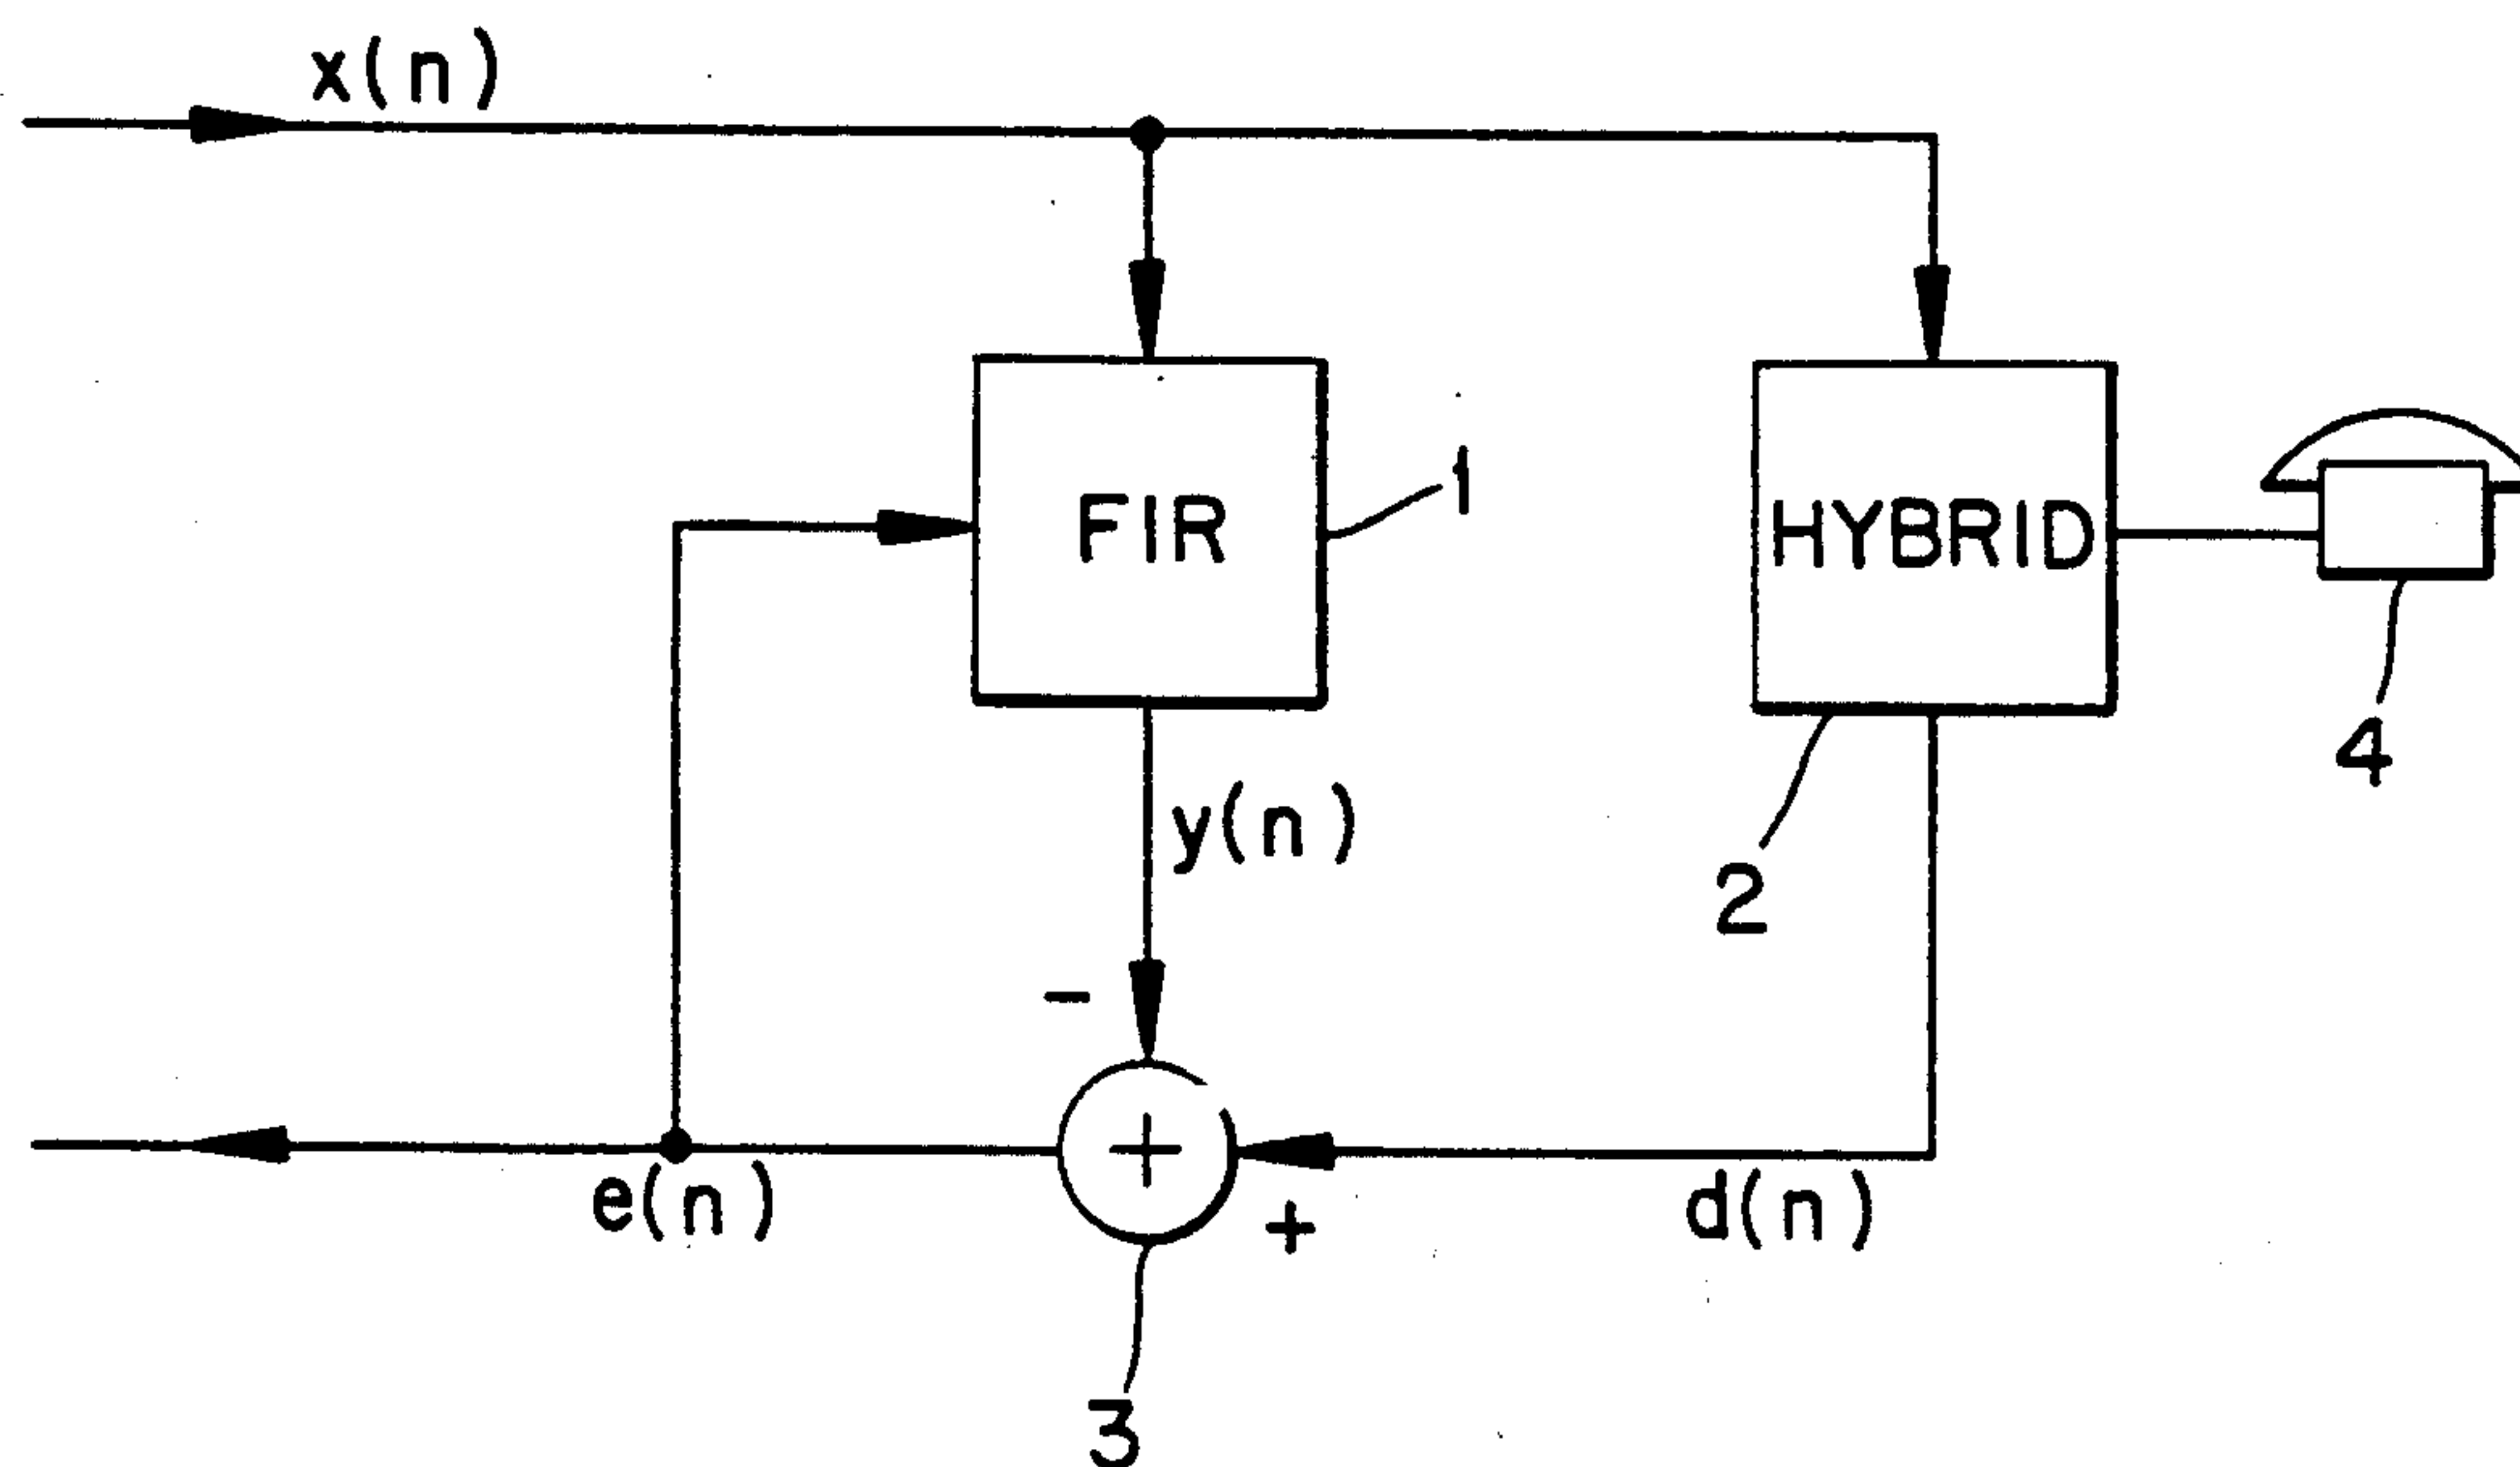 x(n)
FIR
1
HYBRID
4
y(n)
2
-
+
e(n)
+
d(n)
3